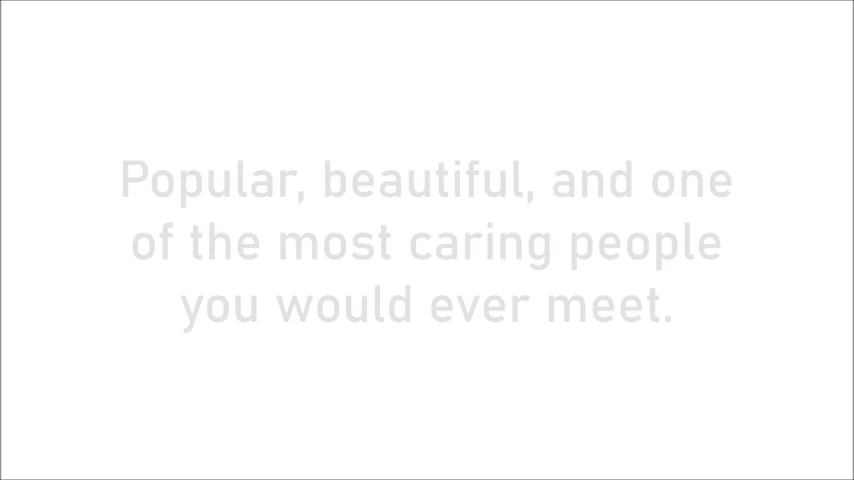 Popular, beautiful, and one
of the most caring people
you would ever meet.